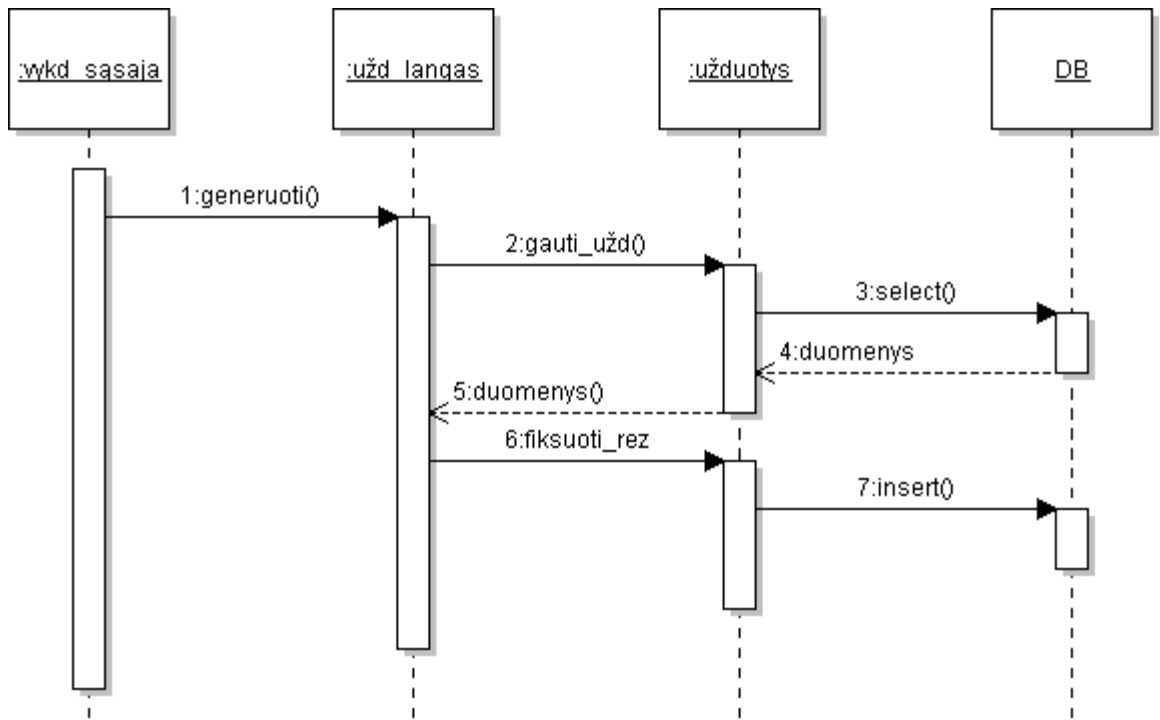 :vykd_sąsaja
:užd_langas
:užduotys
DB
1:generuoti()
2:gauti_užd()
3:select()
4:duomenys
5:duomenys()
6:fiksuoti_rez
7:insert()